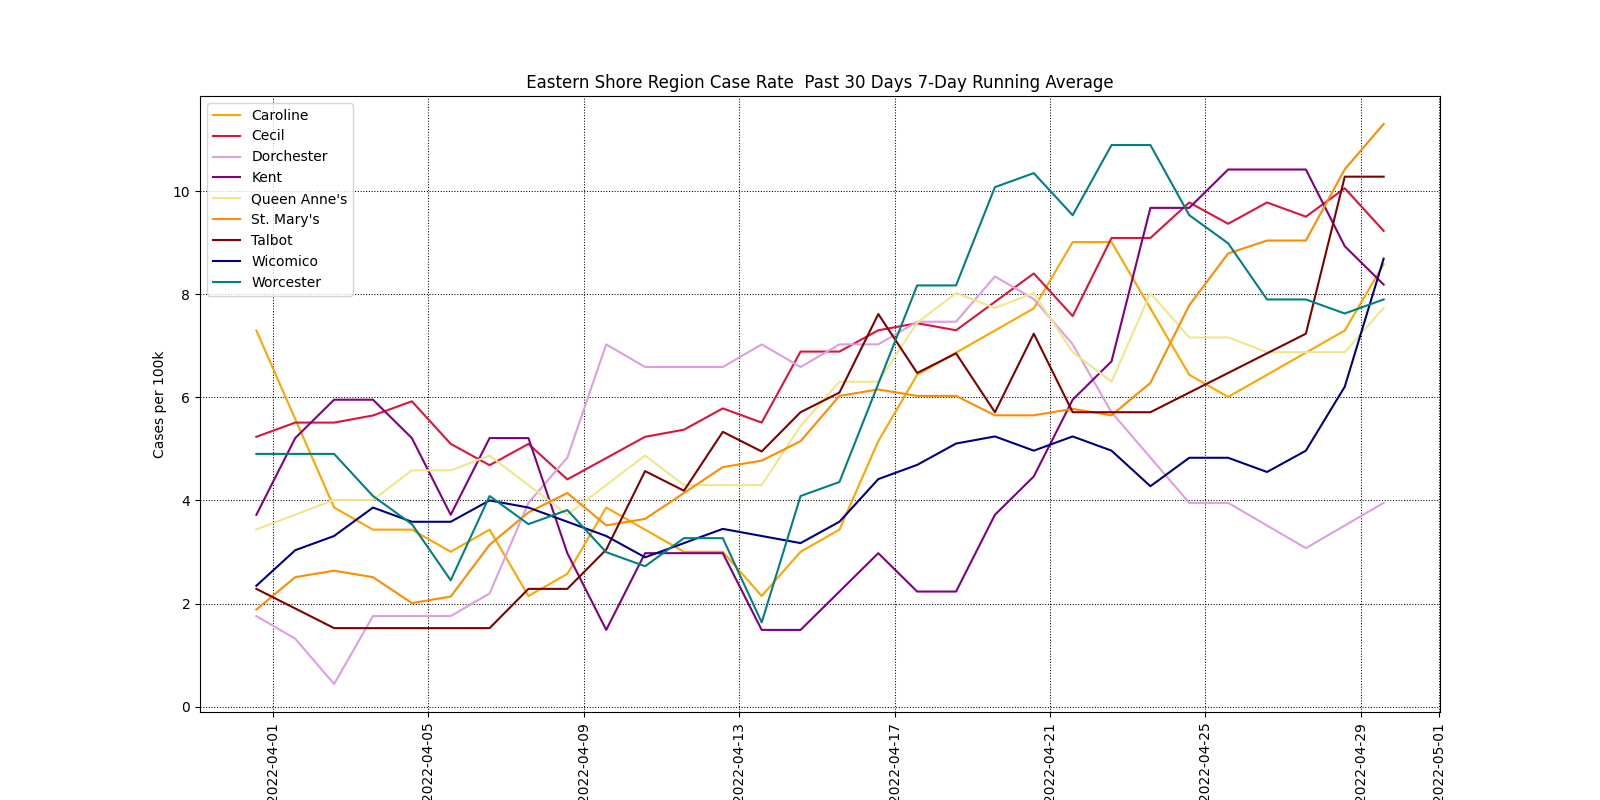 Eastern Shore Region Case Rate  Past 30 Days 7-Day Running Average
Caroline
Cecil
Dorchester
Kent
Queen Anne's
St. Mary's
Talbot
Wicomico
Worcester
Cases per 100k
10
8
6
4
2
0
2022-04-01
2022-04-05
2022-04-09
2022-04-13
2022-04-17
2022-04-21
2022-04-25
2022-04-29
2022-05-01